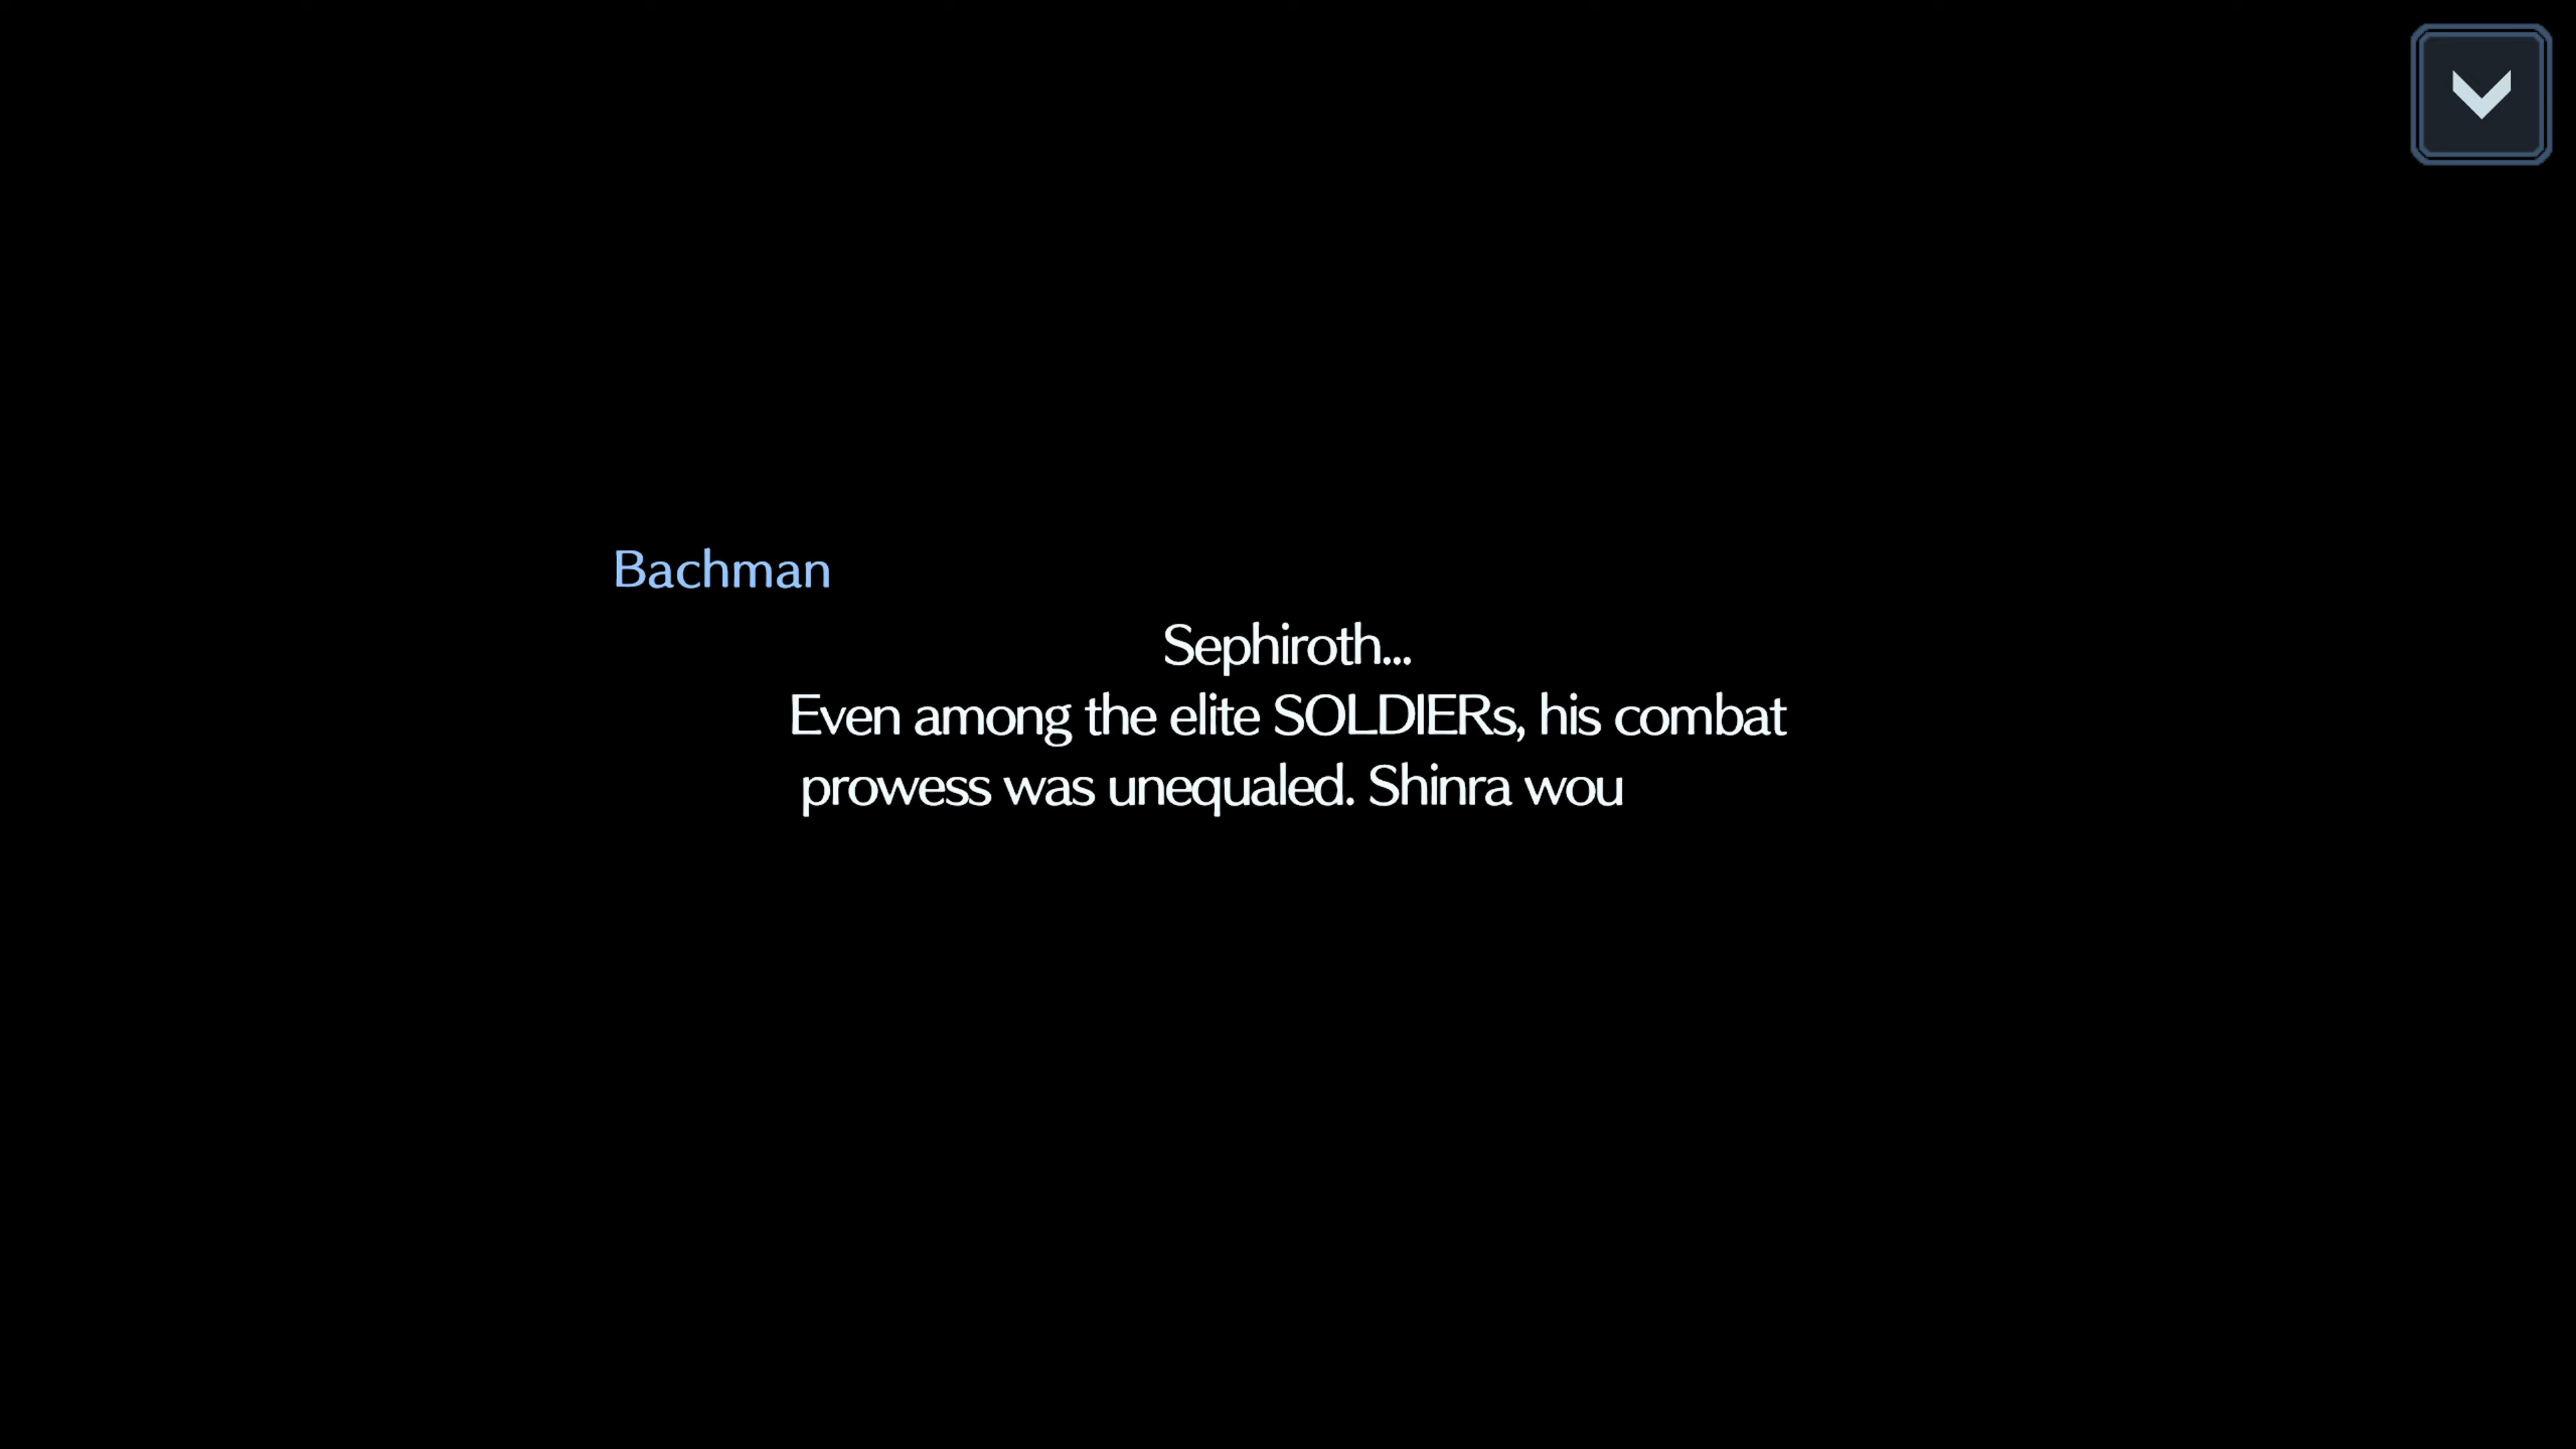 Bachman
Sephiroth...
Even among the elite SOLDIERs, his combat
prowess was unequaled. Shinra wou